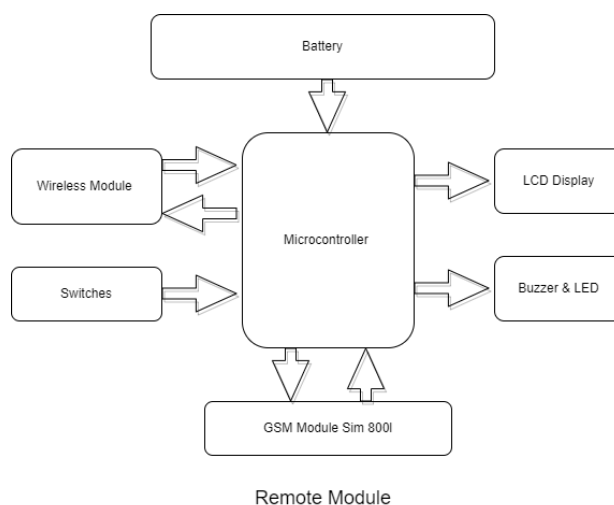 Battery
Wireless Module
LCD Display
Microcontroller
Switches
Buzzer & LED
GSM Module Sim 800l
Remote Module